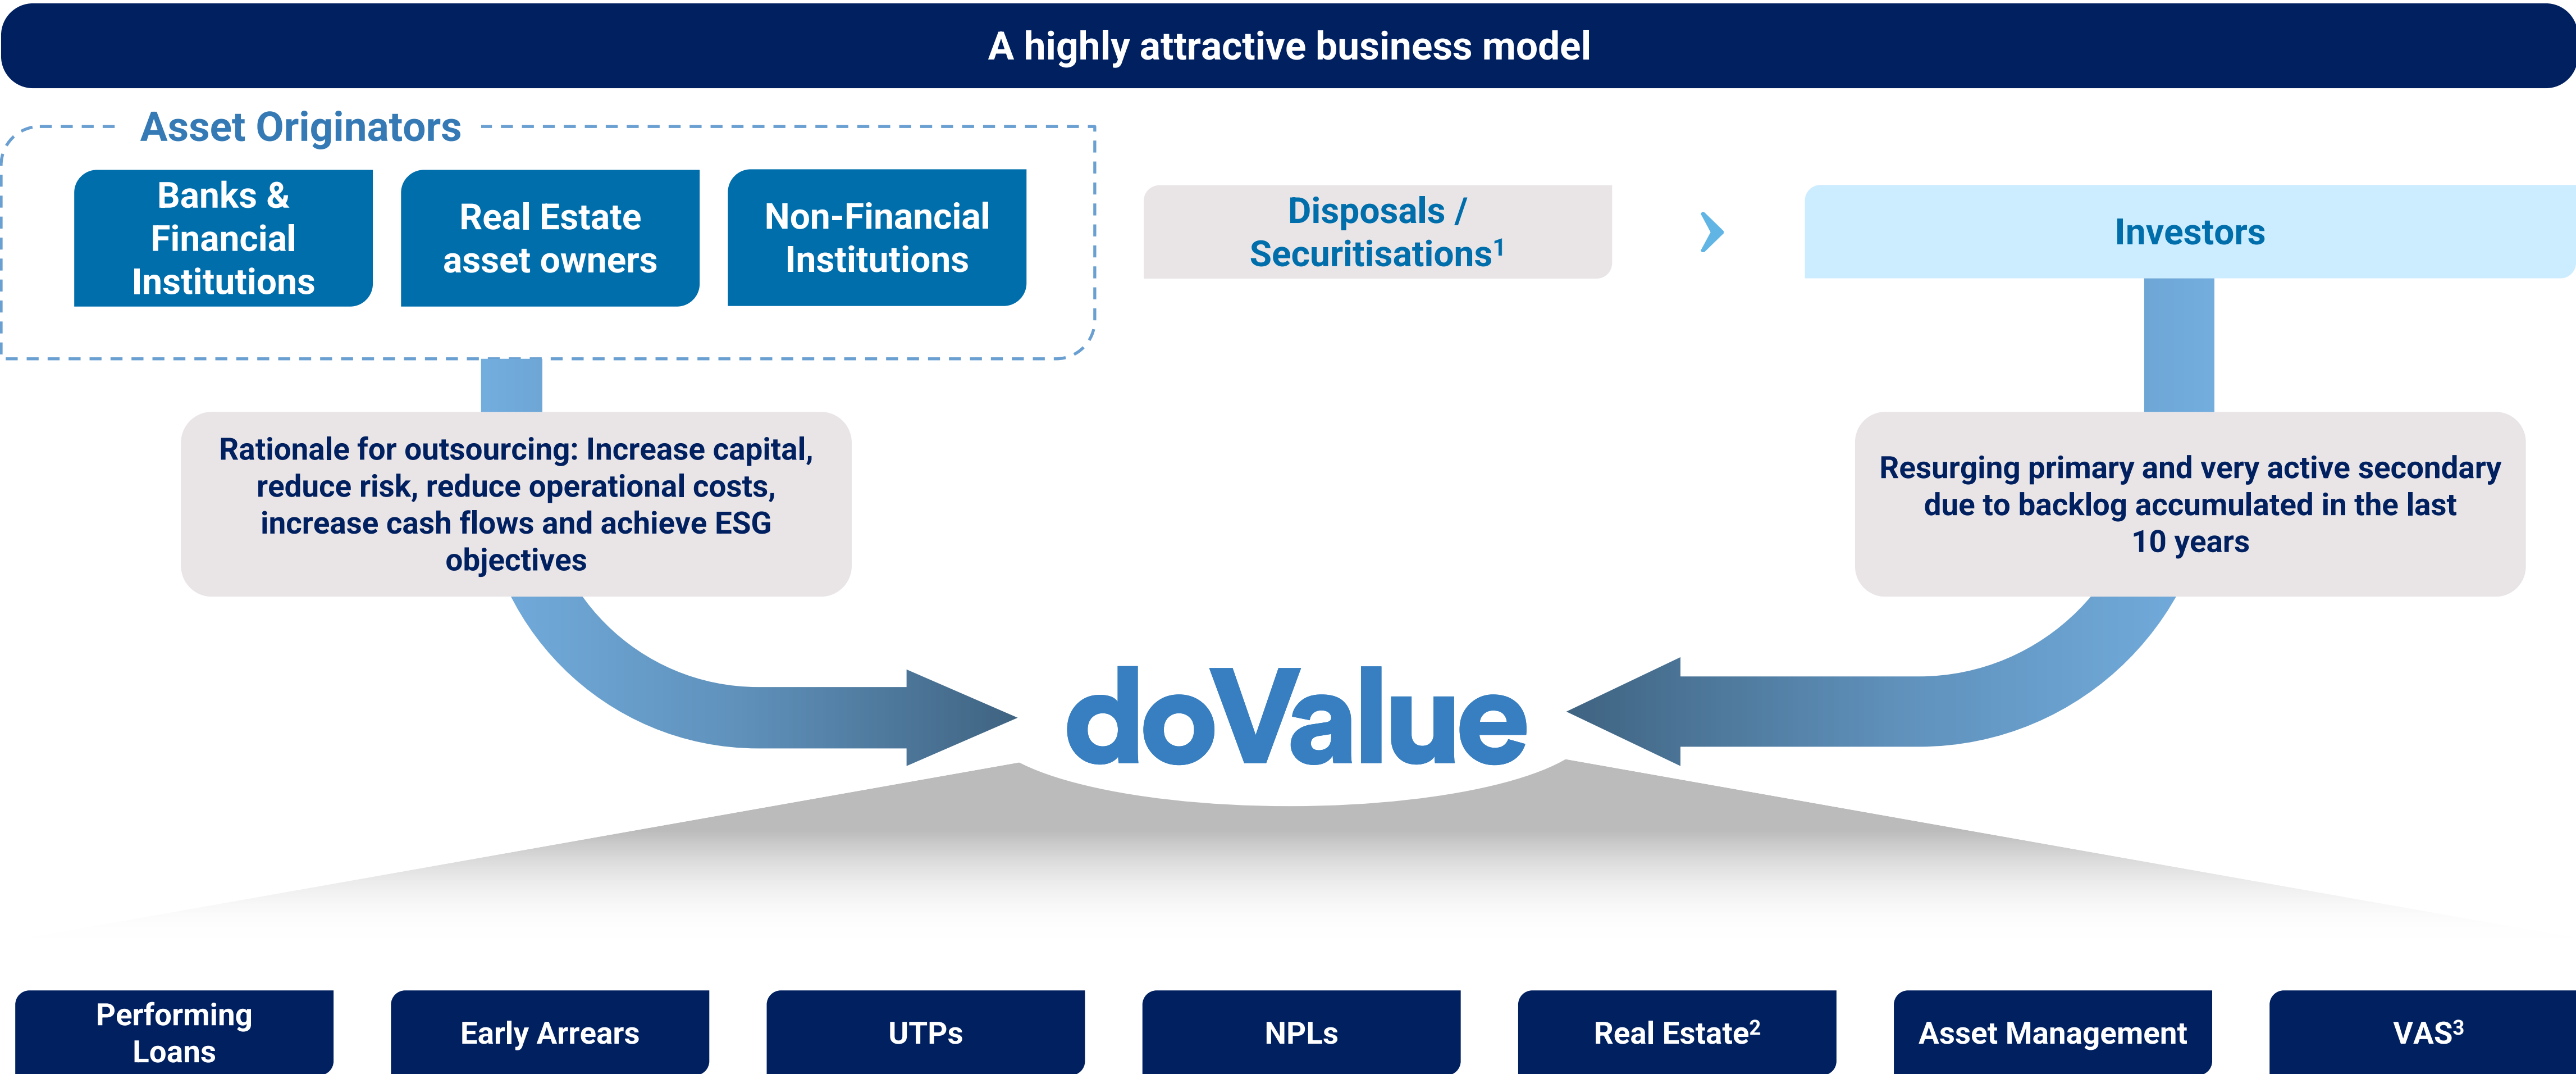 A highly attractive business model
Asset Originators
Banks &
Financial
Institutions
Real Estate
asset owners
Non-Financial
Institutions
Disposals /
Securitisations¹
Investors
Rationale for outsourcing: Increase capital,
reduce risk, reduce operational costs,
increase cash flows and achieve ESG
objectives
Resurging primary and very active secondary
due to backlog accumulated in the last
10 years
doValue
Performing
Loans
Early Arrears
UTPs
NPLs
Real Estate²
Asset Management
VAS³